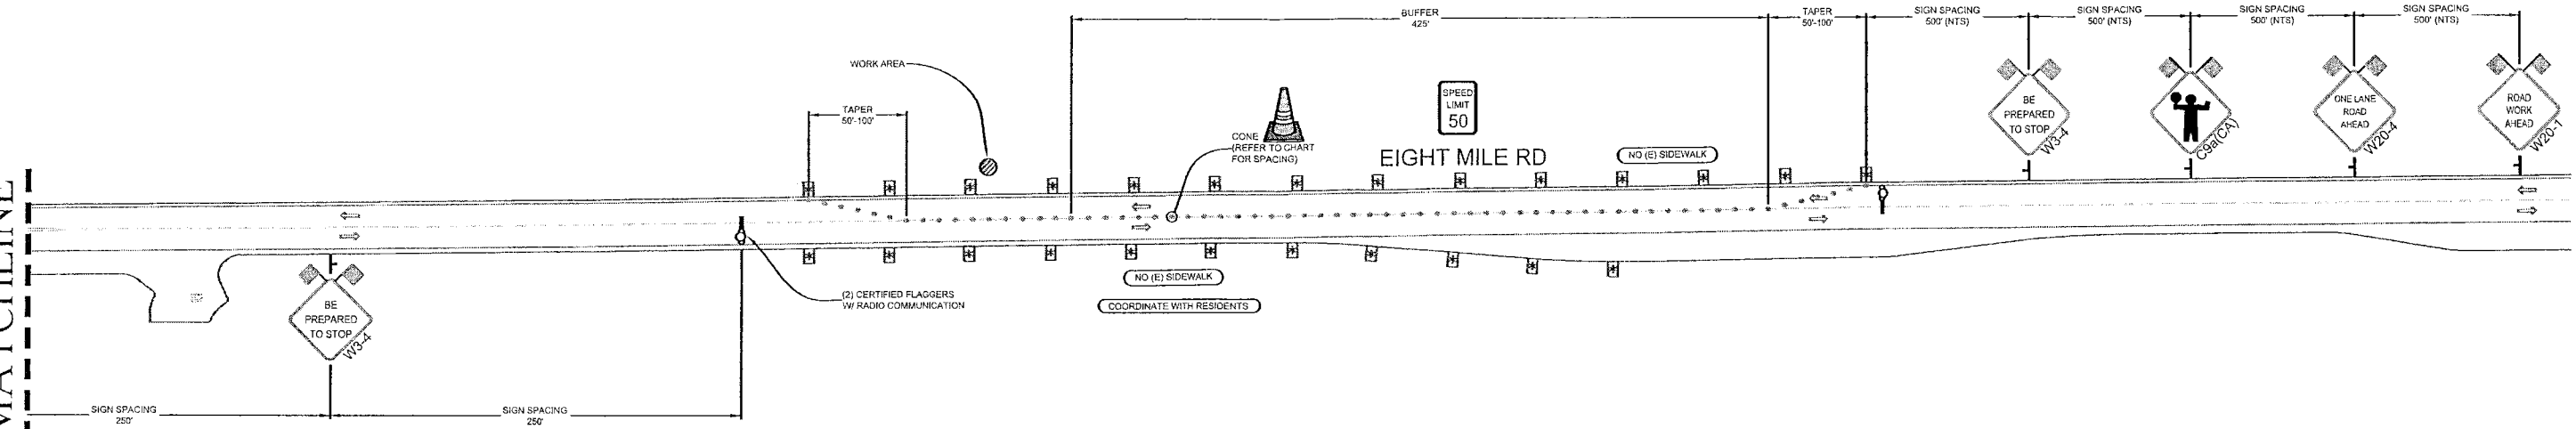 BUFFER
425'
TAPER
50'-100'
SIGN SPACING
500' (NTS)
SIGN SPACING
500' (NTS)
SIGN SPACING
500' (NTS)
SIGN SPACING
500' (NTS)
WORK AREA
TAPER
50'-100'
CONE
(REFER TO CHART
FOR SPACING)
SPEED
LIMIT
50
EIGHT MILE RD
NO (E) SIDEWALK
BE
PREPARED
TO STOP
W3-4
C9a(CA)
ONE LANE
ROAD
AHEAD
W20-4
ROAD
WORK
AHEAD
W20-1
MATCHLINE
BE
PREPARED
TO STOP
W3-4
(2) CERTIFIED FLAGGERS
W/ RADIO COMMUNICATION
NO (E) SIDEWALK
COORDINATE WITH RESIDENTS
SIGN SPACING
250'
SIGN SPACING
250'